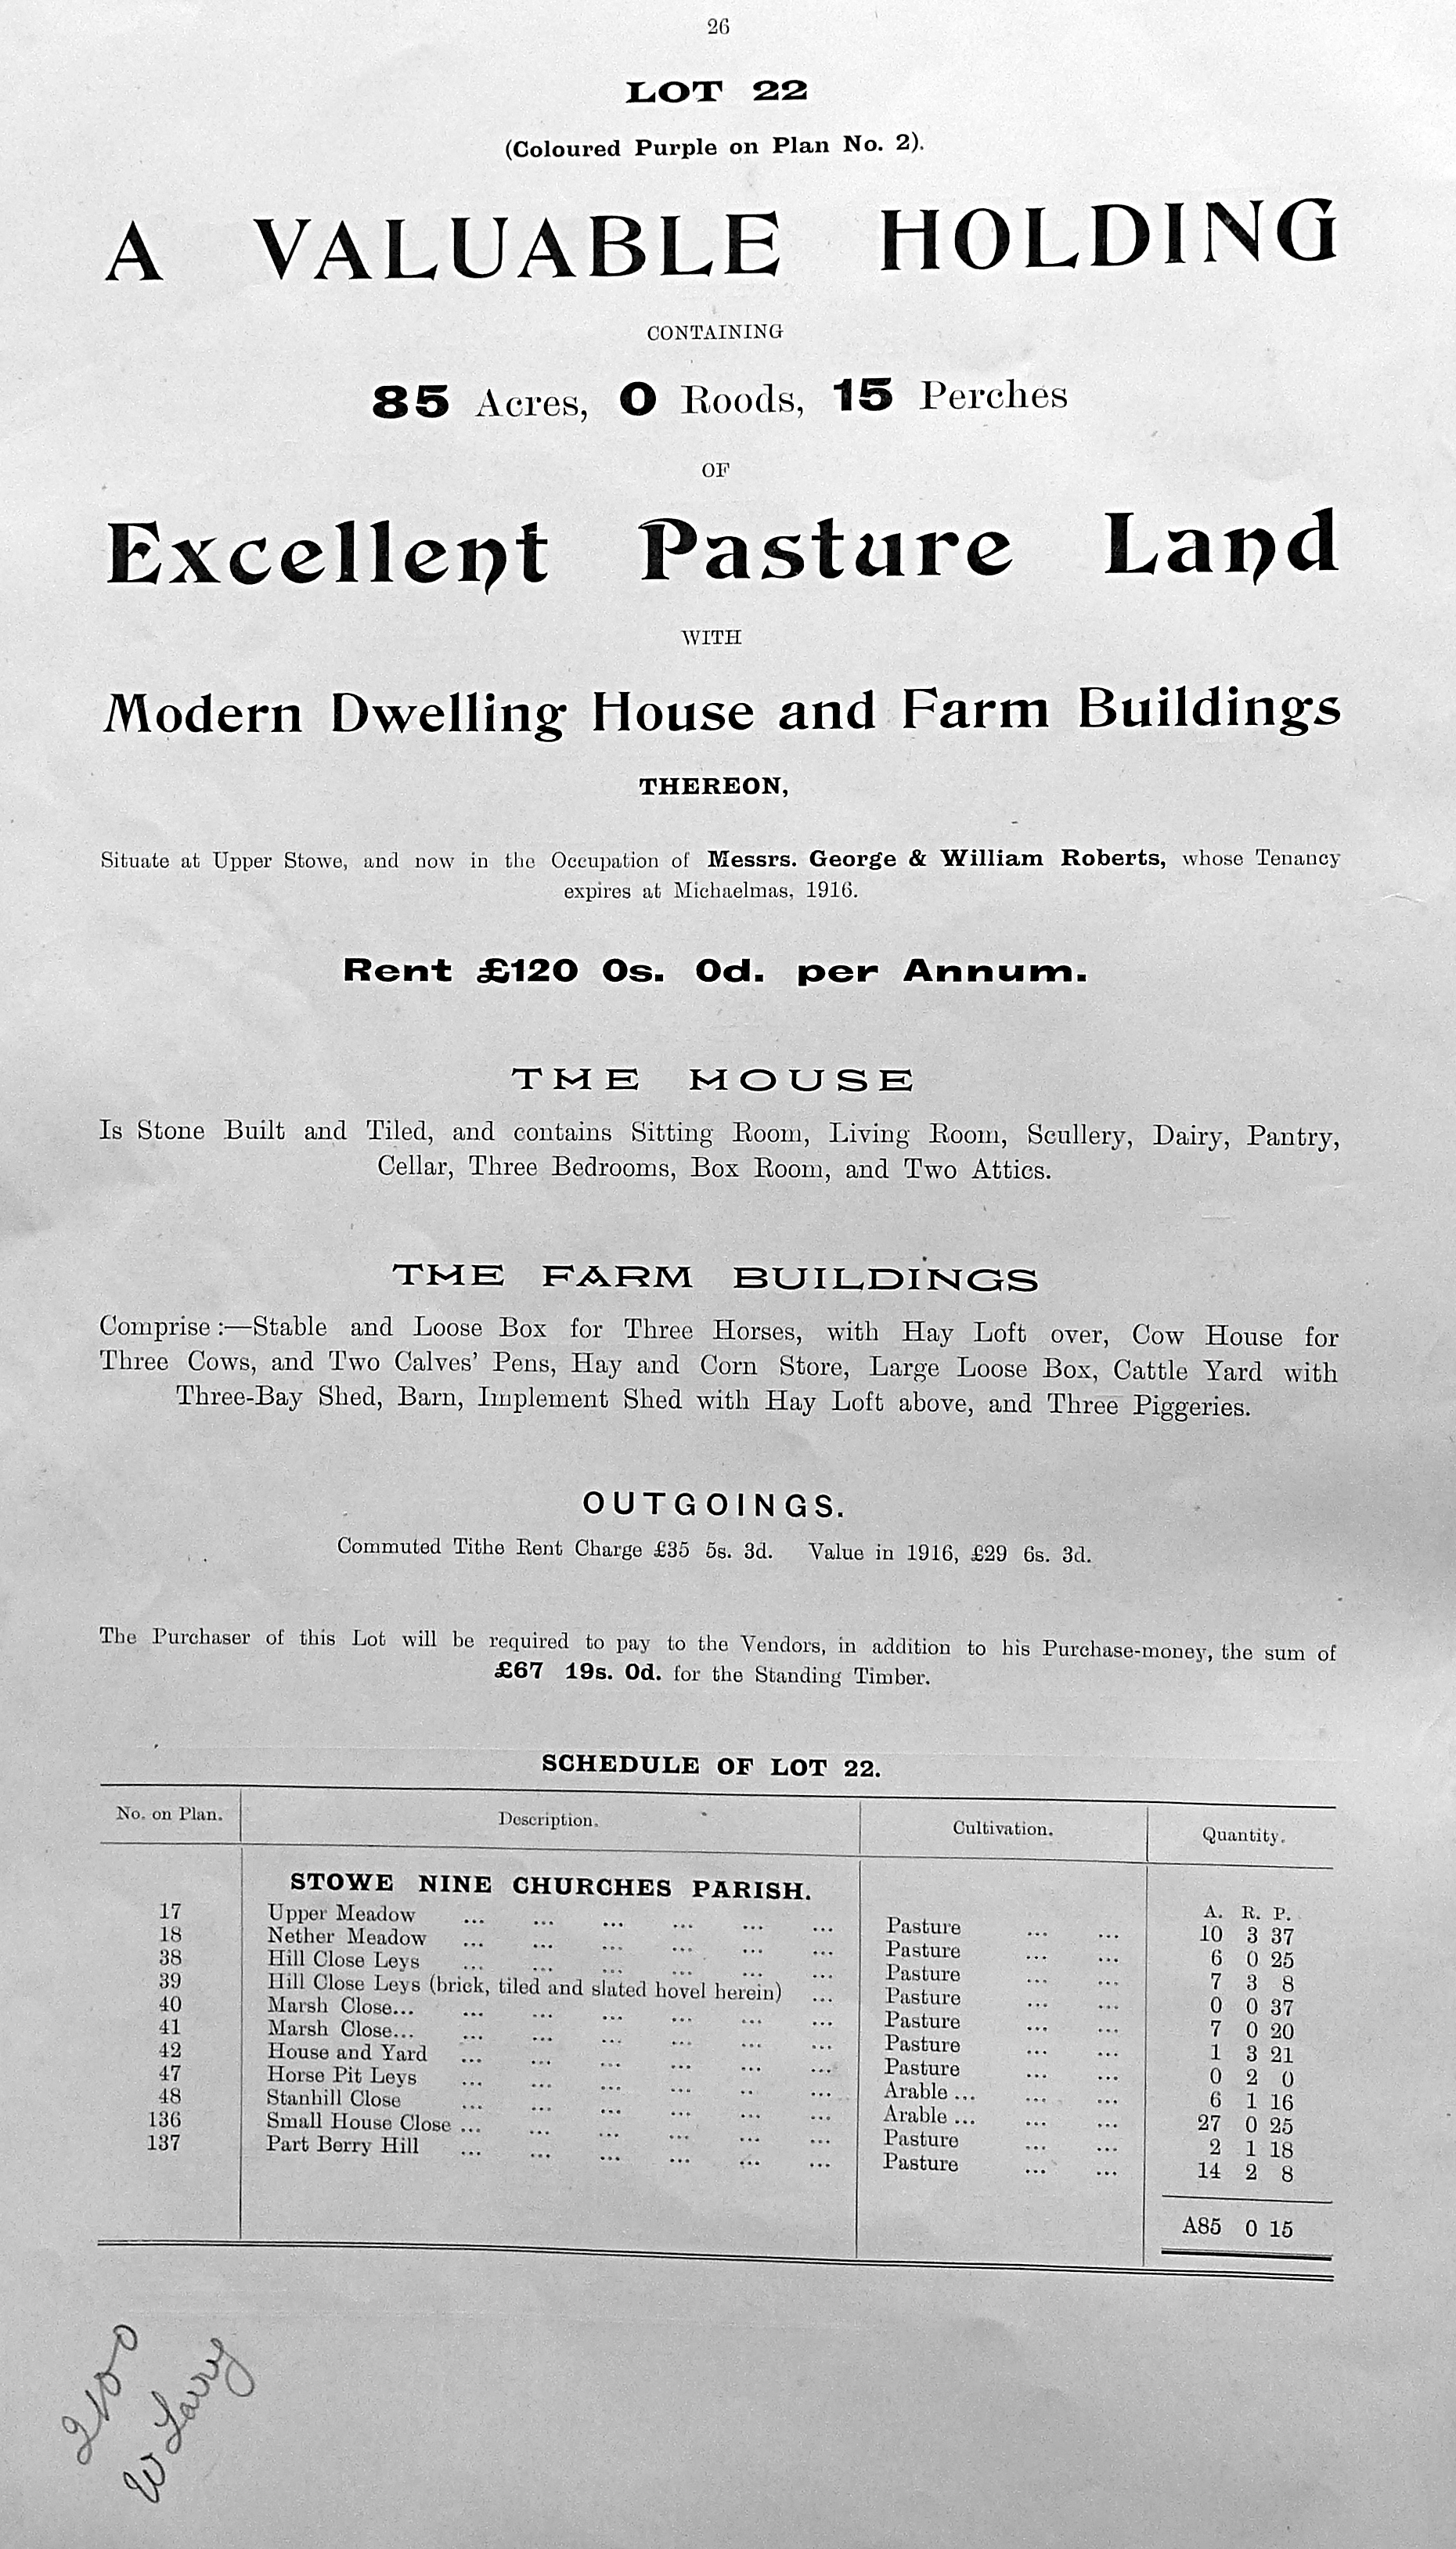 26
LOT 22
(Coloured Purple on Plan No. 2).
A VALUABLE HOLDING
CONTAINING
85 Acres, 0 Roods, 15 Perches
OF
Excellent Pasture Land
WITH
Modern Dwelling House and Farm Buildings
THEREON,
Situate at Upper Stowe, and now in the Occupation of Messrs. George & William Roberts, whose Tenancy
expires at Michaelmas, 1916.
Rent £120 0s. 0d. per Annum.
THE HOUSE
Is Stone Built and Tiled, and contains Sitting Room, Living Room, Scullery, Dairy, Pantry,
Cellar, Three Bedrooms, Box Room, and Two Attics.
THE FARM BUILDINGS
Comprise :—Stable and Loose Box for Three Horses, with Hay Loft over, Cow House for
Three Cows, and Two Calves' Pens, Hay and Corn Store, Large Loose Box, Cattle Yard with
Three-Bay Shed, Barn, Implement Shed with Hay Loft above, and Three Piggeries.
OUTGOINGS.
Commuted Tithe Rent Charge £35 5s. 3d. Value in 1916, £29 6s. 3d.
The Purchaser of this Lot will be required to pay to the Vendors, in addition to his Purchase-money, the sum of
£67 19s. 0d. for the Standing Timber.
SCHEDULE OF LOT 22.
No. on Plan. Description. Cultivation. Quantity.
STOWE NINE CHURCHES PARISH.
A. R. P.
17 Upper Meadow ... ... ... ... ... ... Pasture ... ... 10 3 37
18 Nether Meadow ... ... ... ... ... ... Pasture ... ... 6 0 25
38 Hill Close Leys ... ... ... ... ... ... Pasture ... ... 7 3 8
39 Hill Close Leys (brick, tiled and slated hovel herein) ... Pasture ... ... 0 0 37
40 Marsh Close... ... ... ... ... ... ... Pasture ... ... 7 0 20
41 Marsh Close... ... ... ... ... ... ... Pasture ... ... 1 3 21
42 House and Yard ... ... ... ... ... ... Pasture ... ... 0 2 0
47 Horse Pit Leys ... ... ... ... ... ... Arable ... ... ... 6 1 16
48 Stanhill Close ... ... ... ... ... ... Arable ... ... ... 27 0 25
136 Small House Close ... ... ... ... ... ... Pasture ... ... 2 1 18
137 Part Berry Hill ... ... ... ... ... ... Pasture ... ... 14 2 8
A85 0 15
2100
W